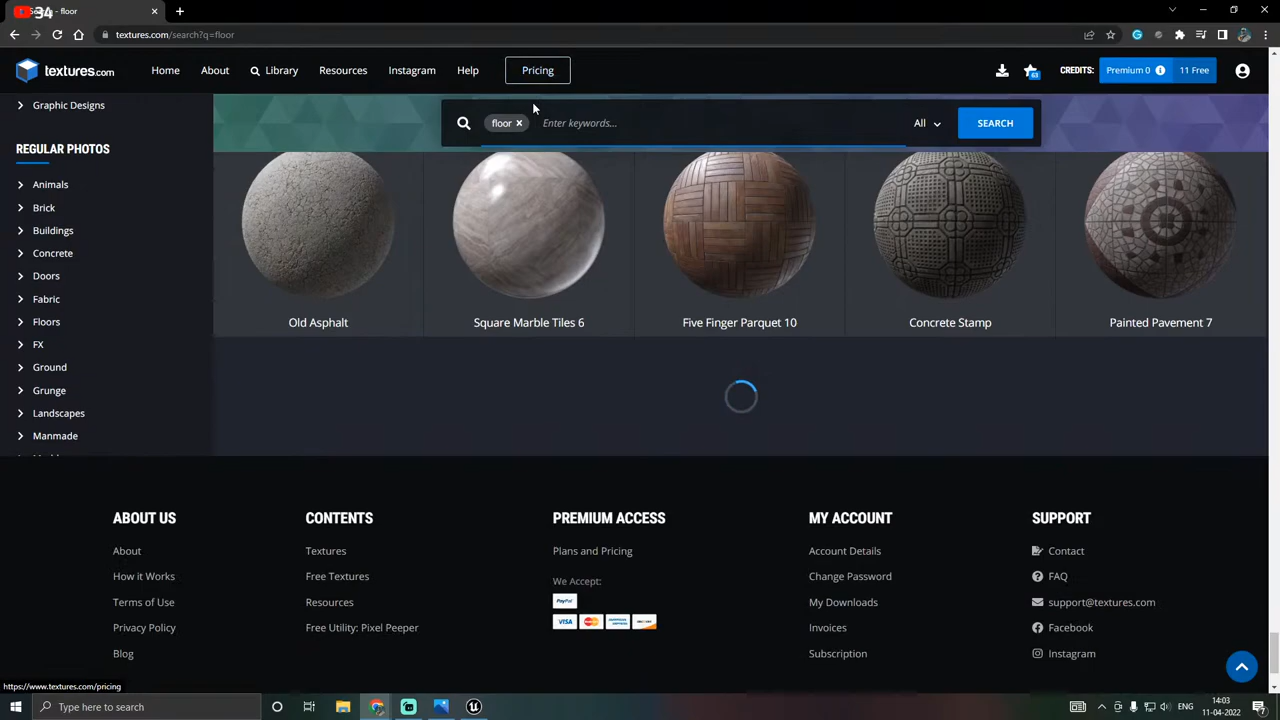 34
- floor
textures.com/search?q=floor
textures.com
Home
About
Library
Resources
Instagram
Help
Pricing
63
CREDITS:
Premium 0
11 Free
floor ×
Enter keywords...
All
SEARCH
Graphic Designs
REGULAR PHOTOS
Animals
Brick
Buildings
Concrete
Doors
Fabric
Floors
FX
Ground
Grunge
Landscapes
Manmade
Old Asphalt
Square Marble Tiles 6
Five Finger Parquet 10
Concrete Stamp
Painted Pavement 7
ABOUT US
About
How it Works
Terms of Use
Privacy Policy
Blog
CONTENTS
Textures
Free Textures
Resources
Free Utility: Pixel Peeper
PREMIUM ACCESS
Plans and Pricing
We Accept:
PayPal
VISA
MY ACCOUNT
Account Details
Change Password
My Downloads
Invoices
Subscription
SUPPORT
Contact
FAQ
support@textures.com
Facebook
Instagram
https://www.textures.com/pricing
Type here to search
ENG
14:03
11-04-2022